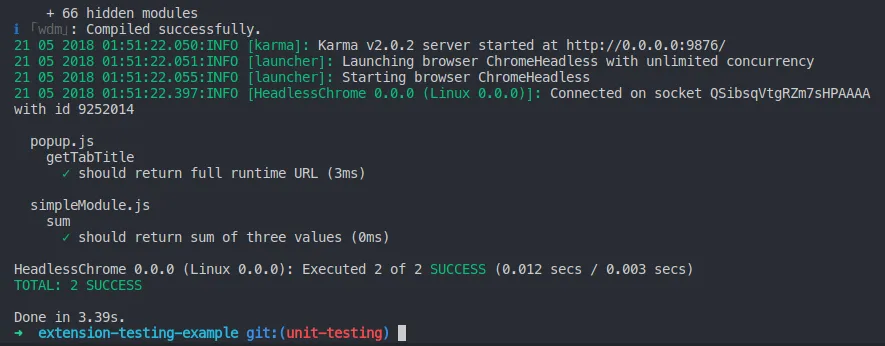 + 66 hidden modules
ℹ ｢wdm｣: Compiled successfully.
21 05 2018 01:51:22.050:INFO [karma]: Karma v2.0.2 server started at http://0.0.0.0:9876/
21 05 2018 01:51:22.051:INFO [launcher]: Launching browser ChromeHeadless with unlimited concurrency
21 05 2018 01:51:22.055:INFO [launcher]: Starting browser ChromeHeadless
21 05 2018 01:51:22.397:INFO [HeadlessChrome 0.0.0 (Linux 0.0.0)]: Connected on socket QSibsqVtgRZm7sHPAAAA
with id 9252014
popup.js
getTabTitle
✓ should return full runtime URL (3ms)
simpleModule.js
sum
✓ should return sum of three values (0ms)
HeadlessChrome 0.0.0 (Linux 0.0.0): Executed 2 of 2 SUCCESS (0.012 secs / 0.003 secs)
TOTAL: 2 SUCCESS
Done in 3.39s.
➜ extension-testing-example git:(unit-testing)